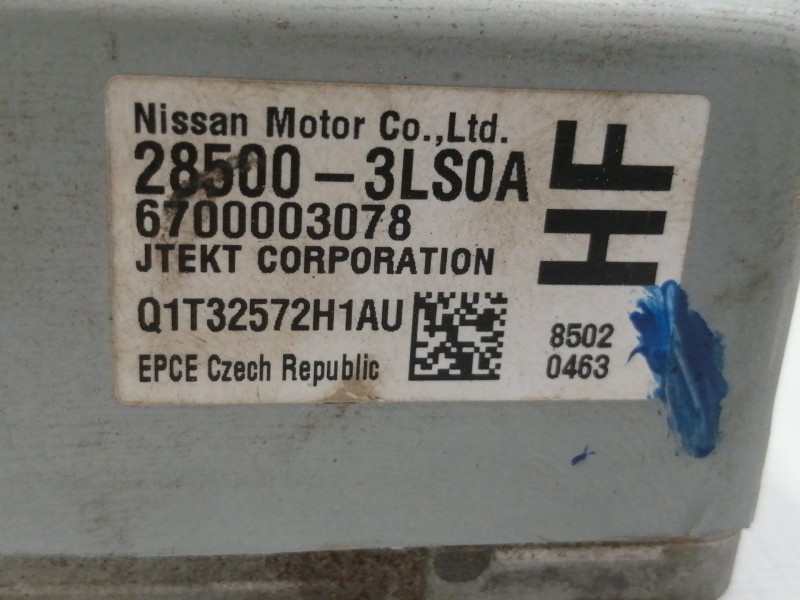 Nissan Motor Co.,Ltd.
28500-3LS0A
6700003078
JTEKT CORPORATION
Q1T32572H1AU
EPCE Czech Republic
HF
8502
0463